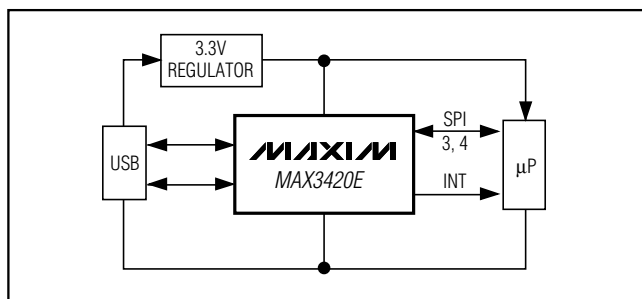 3.3V
REGULATOR
USB
MAXIM
MAX3420E
SPI
3, 4
INT
µP